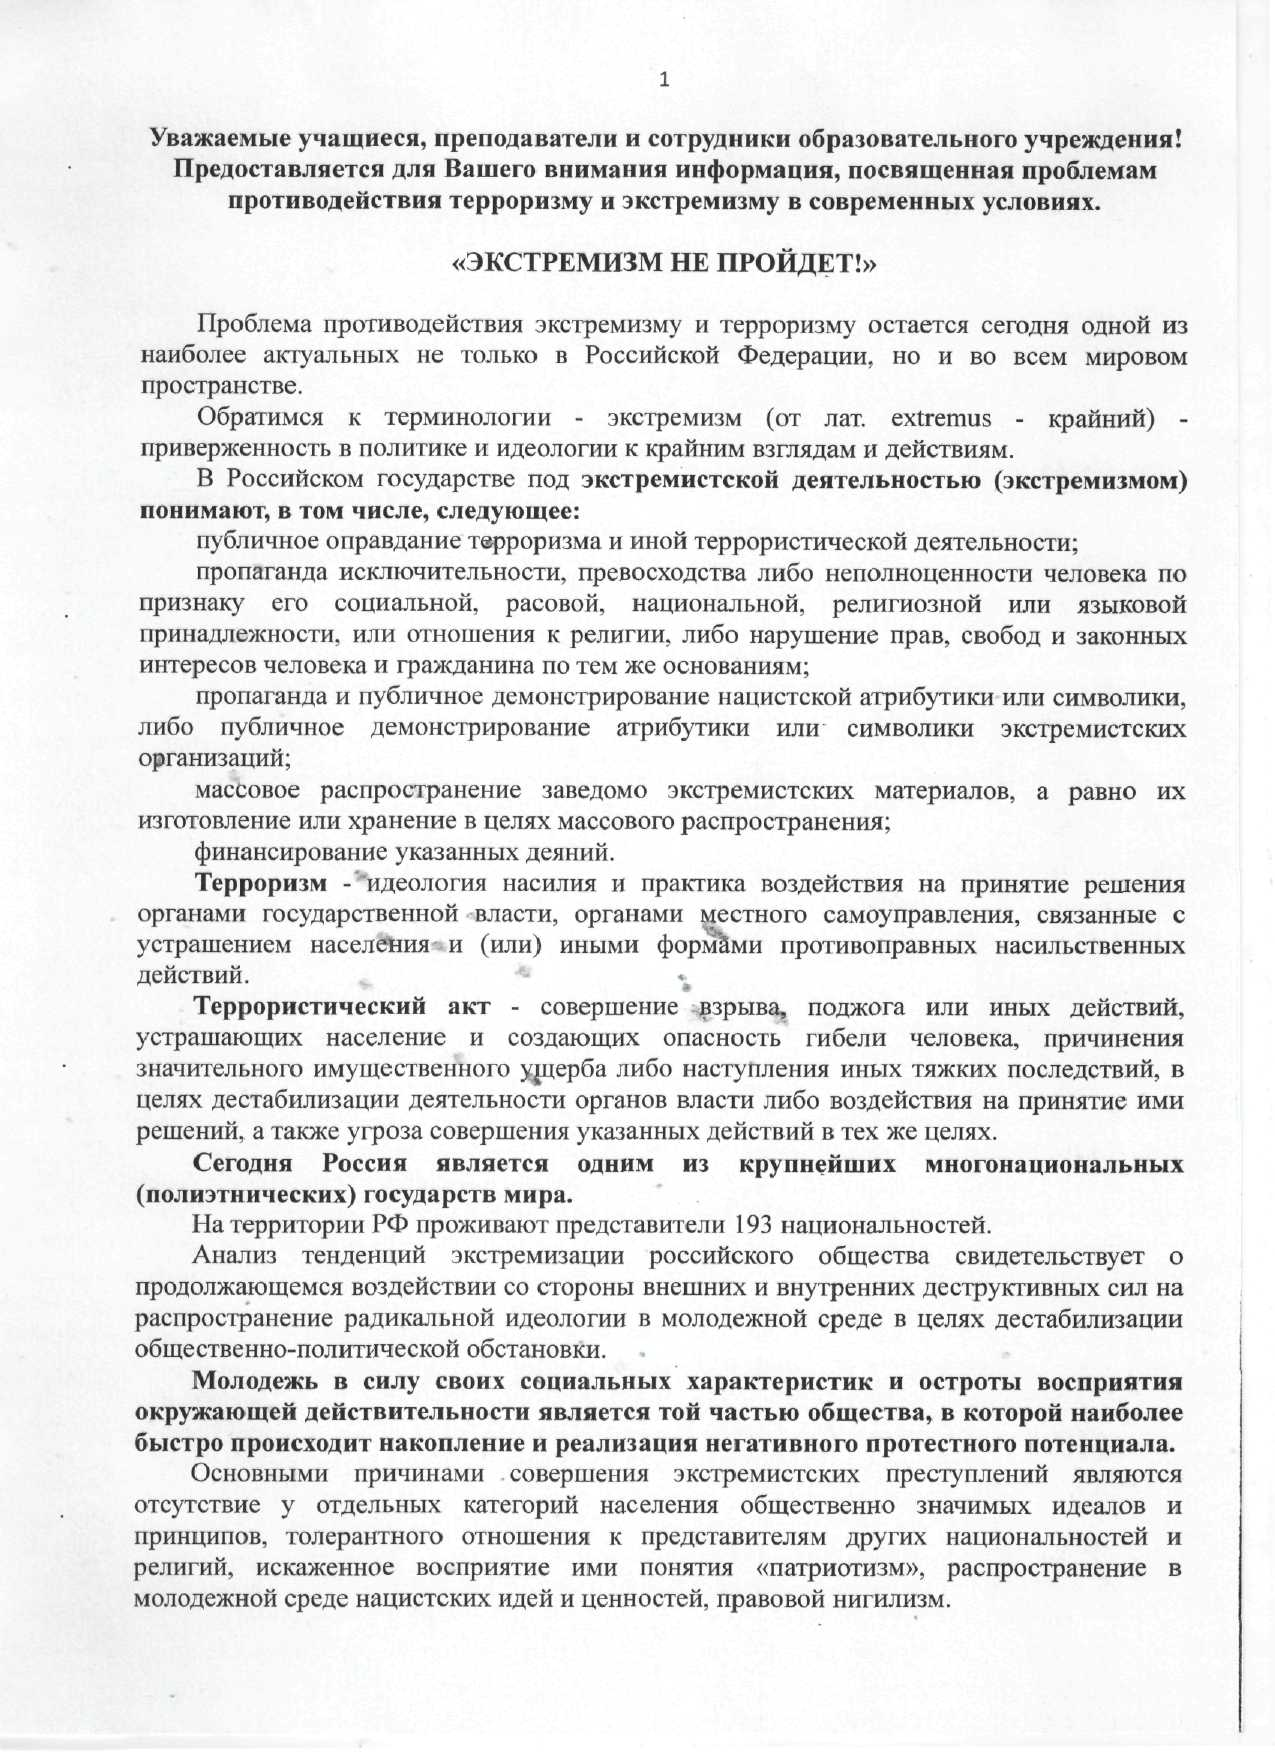 1
Уважаемые учащиеся, преподаватели и сотрудники образовательного учреждения!
Предоставляется для Вашего внимания информация, посвященная проблемам
противодействия терроризму и экстремизму в современных условиях.
«ЭКСТРЕМИЗМ НЕ ПРОЙДЕТ!»
Проблема противодействия экстремизму и терроризму остается сегодня одной из
наиболее актуальных не только в Российской Федерации, но и во всем мировом
пространстве.
Обратимся к терминологии - экстремизм (от лат. extremus - крайний) -
приверженность в политике и идеологии к крайним взглядам и действиям.
В Российском государстве под экстремистской деятельностью (экстремизмом)
понимают, в том числе, следующее:
публичное оправдание терроризма и иной террористической деятельности;
пропаганда исключительности, превосходства либо неполноценности человека по
признаку его социальной, расовой, национальной, религиозной или языковой
принадлежности, или отношения к религии, либо нарушение прав, свобод и законных
интересов человека и гражданина по тем же основаниям;
пропаганда и публичное демонстрирование нацистской атрибутики или символики,
либо публичное демонстрирование атрибутики или символики экстремистских
организаций;
массовое распространение заведомо экстремистских материалов, а равно их
изготовление или хранение в целях массового распространения;
финансирование указанных деяний.
Терроризм - идеология насилия и практика воздействия на принятие решения
органами государственной власти, органами местного самоуправления, связанные с
устрашением населения и (или) иными формами противоправных насильственных
действий.
Террористический акт - совершение взрыва, поджога или иных действий,
устрашающих население и создающих опасность гибели человека, причинения
значительного имущественного ущерба либо наступления иных тяжких последствий, в
целях дестабилизации деятельности органов власти либо воздействия на принятие ими
решений, а также угроза совершения указанных действий в тех же целях.
Сегодня Россия является одним из крупнейших многонациональных
(полиэтнических) государств мира.
На территории РФ проживают представители 193 национальностей.
Анализ тенденций экстремизации российского общества свидетельствует о
продолжающемся воздействии со стороны внешних и внутренних деструктивных сил на
распространение радикальной идеологии в молодежной среде в целях дестабилизации
общественно-политической обстановки.
Молодежь в силу своих социальных характеристик и остроты восприятия
окружающей действительности является той частью общества, в которой наиболее
быстро происходит накопление и реализация негативного протестного потенциала.
Основными причинами совершения экстремистских преступлений являются
отсутствие у отдельных категорий населения общественно значимых идеалов и
принципов, толерантного отношения к представителям других национальностей и
религий, искаженное восприятие ими понятия «патриотизм», распространение в
молодежной среде нацистских идей и ценностей, правовой нигилизм.